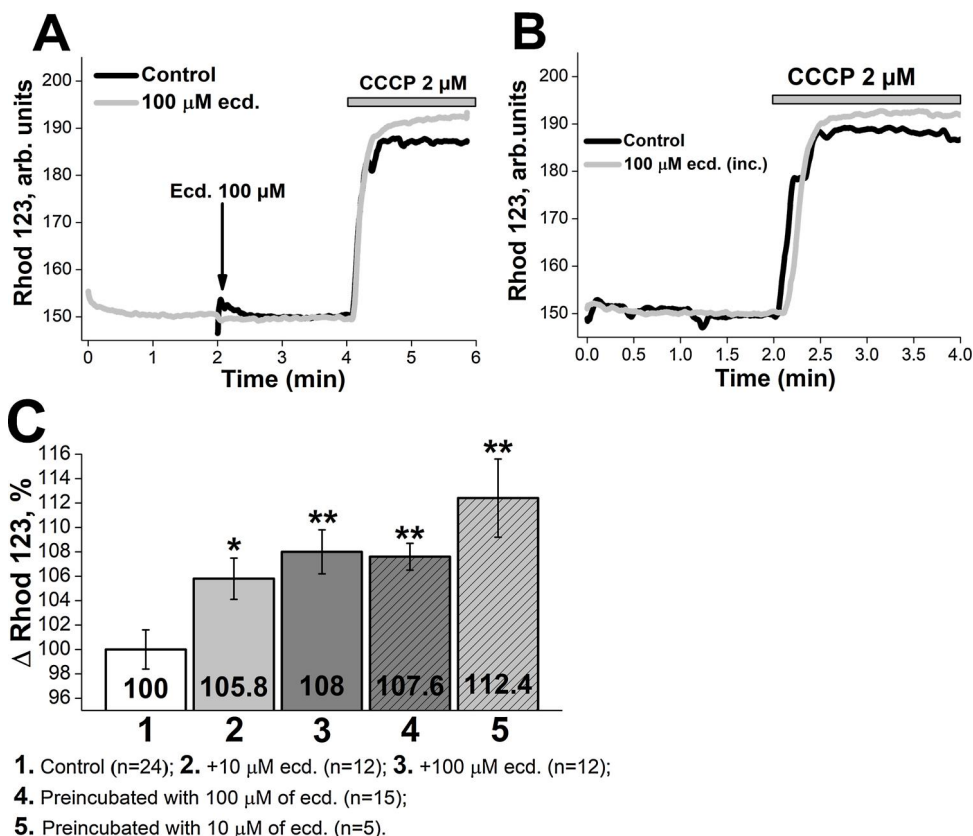 A
Control
100 μM ecd.
CCCP 2 μM
Ecd. 100 μM
Rhod 123, arb. units
200
190
180
170
160
150
0 1 2 3 4 5 6
Time (min)
B
CCCP 2 μM
Control
100 μM ecd. (inc.)
Rhod 123, arb.units
200
190
180
170
160
150
0.0 0.5 1.0 1.5 2.0 2.5 3.0 3.5 4.0
Time (min)
C
Δ Rhod 123, %
116
114
112
110
108
106
104
102
100
98
96
* ** ** **
100 105.8 108 107.6 112.4
1 2 3 4 5
1. Control (n=24); 2. +10 μM ecd. (n=12); 3. +100 μM ecd. (n=12);
4. Preincubated with 100 μM of ecd. (n=15);
5. Preincubated with 10 μM of ecd. (n=5).